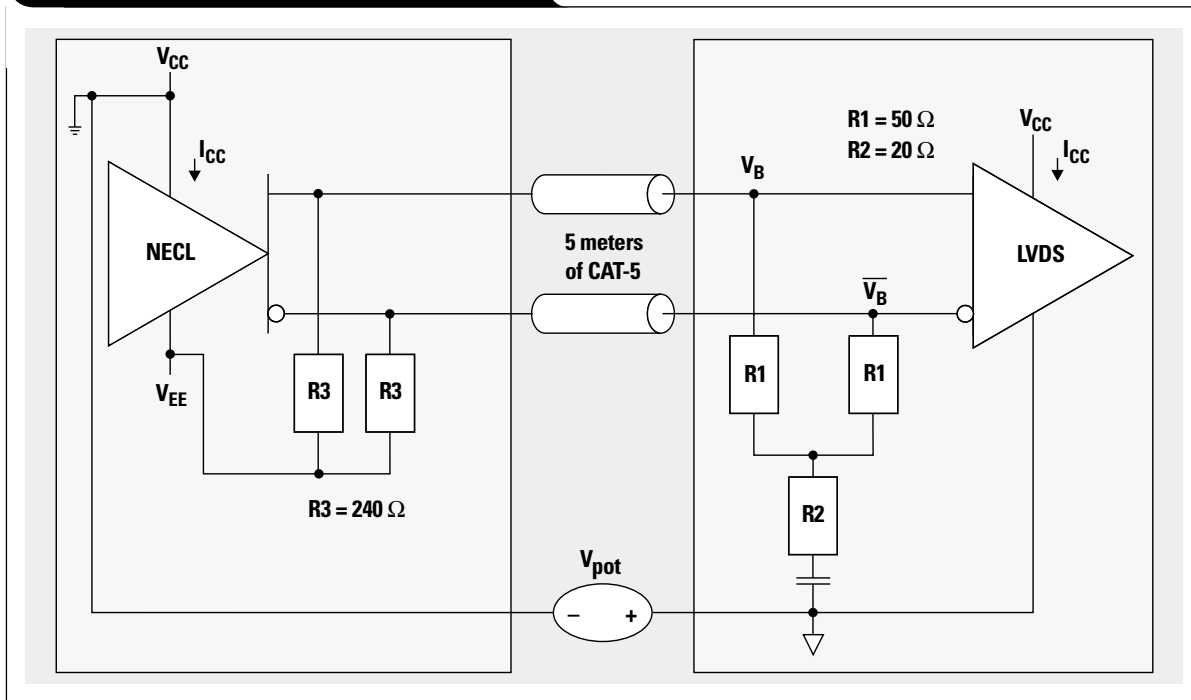 V_CC
I_CC
NECL
V_EE
R3
R3
R3 = 240 Ω
5 meters
of CAT-5
V_pot
–
+
R1 = 50 Ω
R2 = 20 Ω
V_B
V_CC
I_CC
LVDS
V̅_B̅
R1
R1
R2